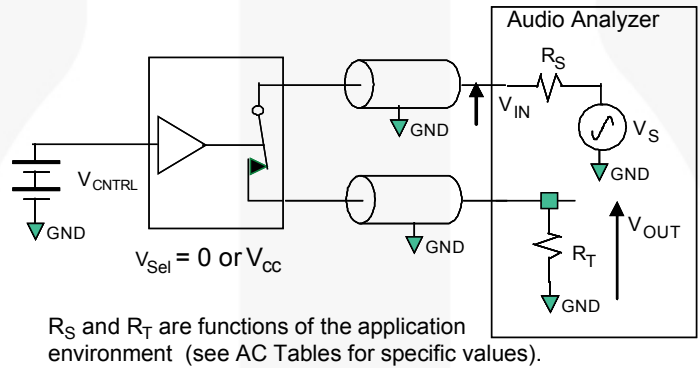 Audio Analyzer
R_S
V_IN
GND
V_S
GND
V_CNTRL
GND
V_Sel = 0 or V_cc
GND
R_T
V_OUT
GND
R_S and R_T are functions of the application
environment (see AC Tables for specific values).